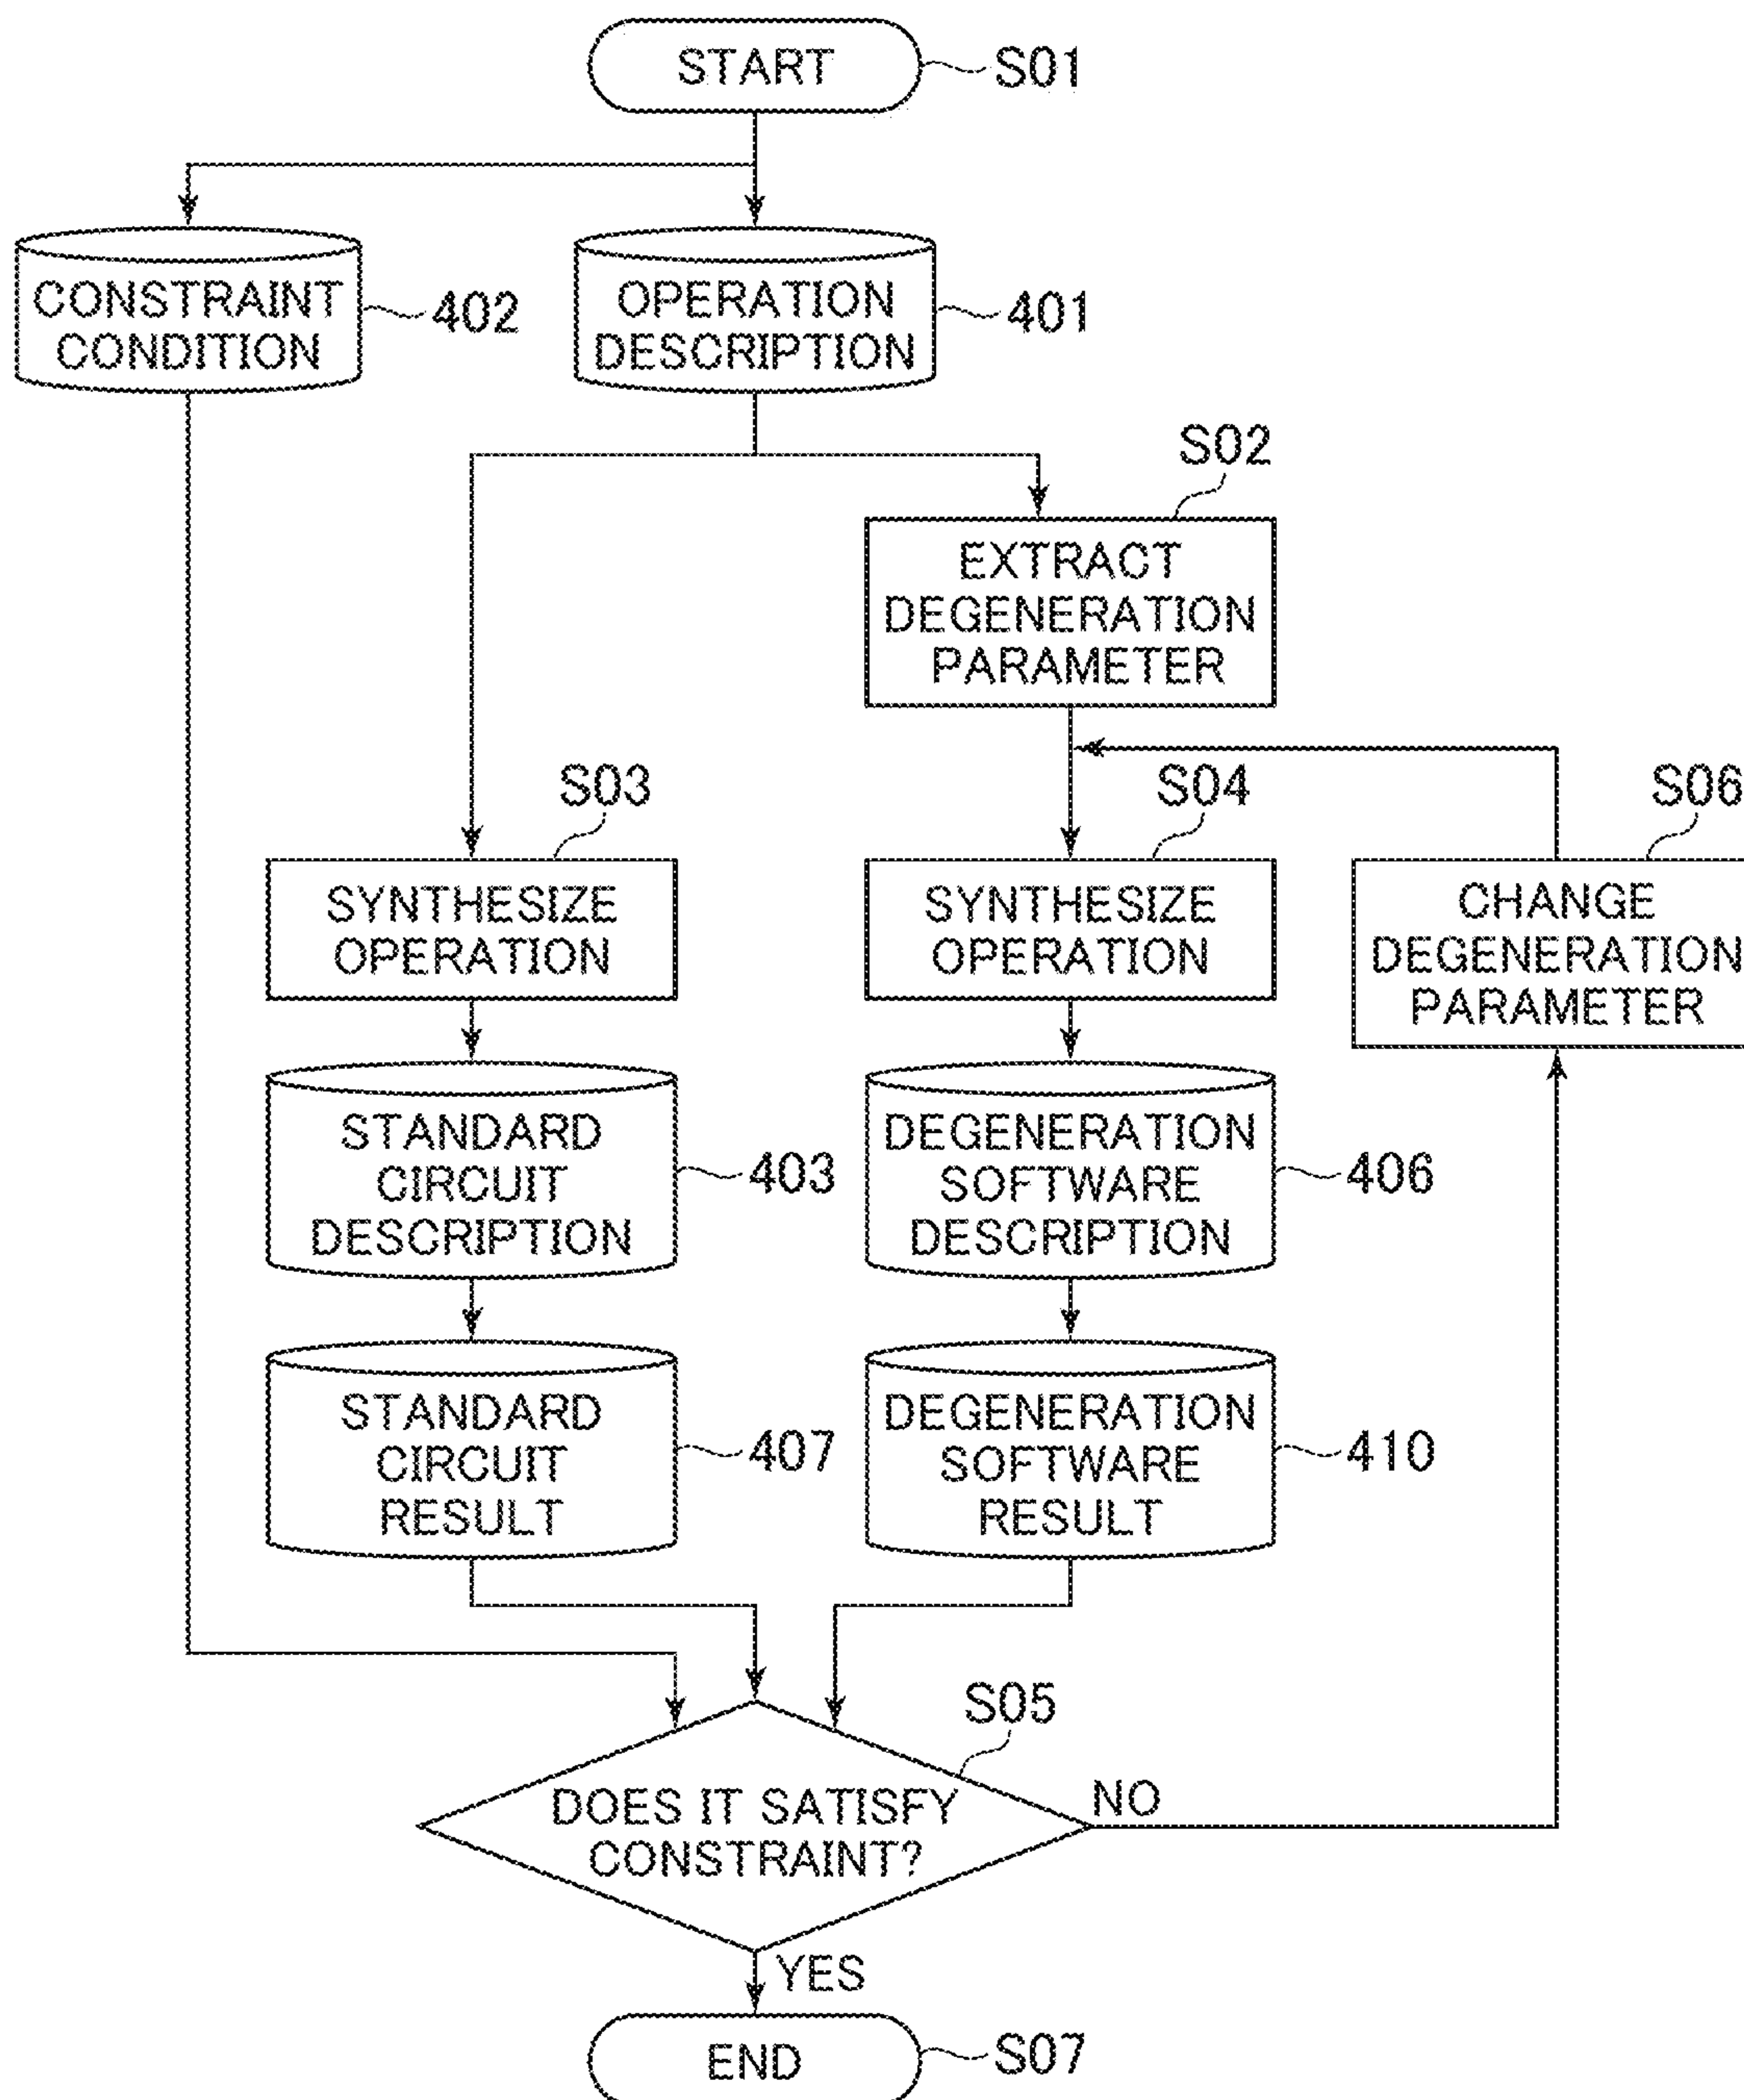 START
S01
CONSTRAINT
CONDITION
402
OPERATION
DESCRIPTION
401
S02
EXTRACT
DEGENERATION
PARAMETER
S03
SYNTHESIZE
OPERATION
S04
SYNTHESIZE
OPERATION
S06
CHANGE
DEGENERATION
PARAMETER
STANDARD
CIRCUIT
DESCRIPTION
403
DEGENERATION
SOFTWARE
DESCRIPTION
406
STANDARD
CIRCUIT
RESULT
407
DEGENERATION
SOFTWARE
RESULT
410
S05
DOES IT SATISFY
CONSTRAINT?
NO
YES
END
S07